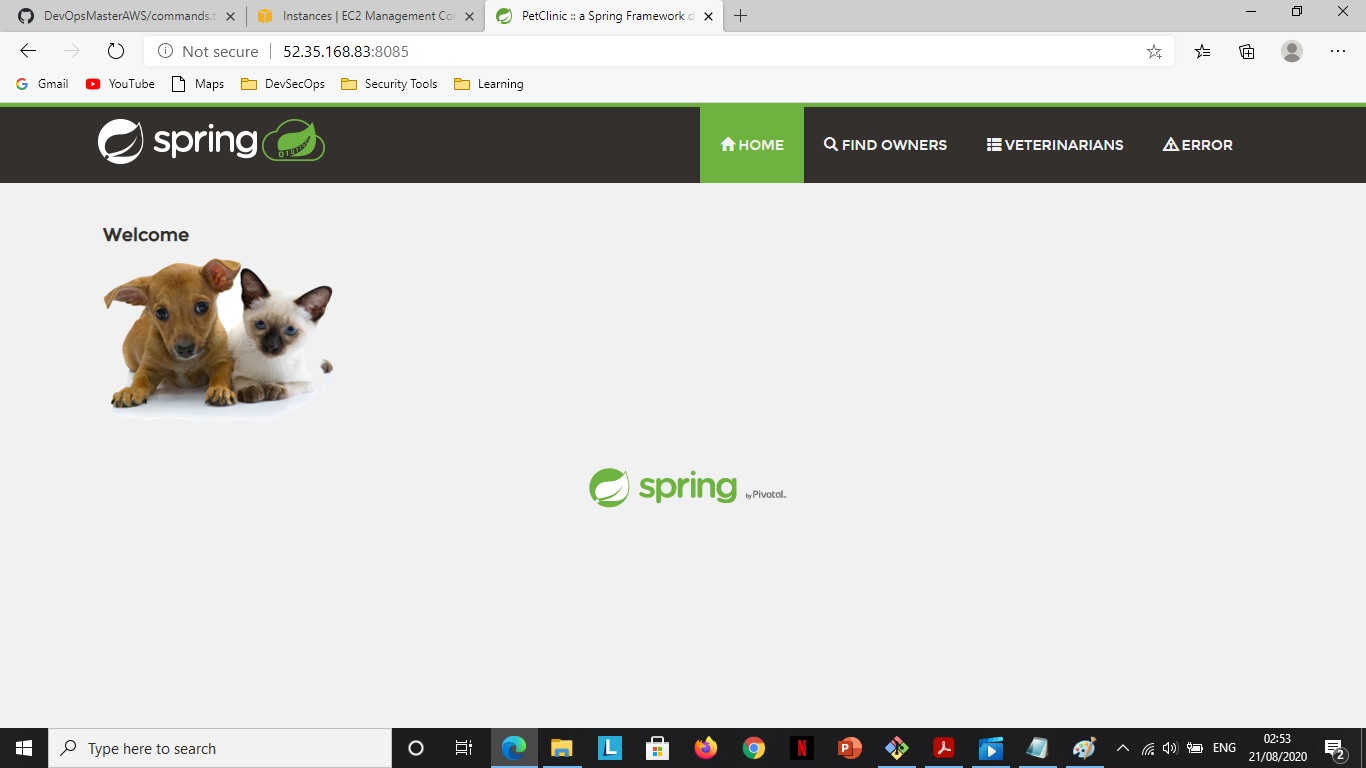 DevOpsMasterAWS/commands.t
Instances | EC2 Management Co
PetClinic :: a Spring Framework d
Not secure
52.35.168.83:8085
Gmail
YouTube
Maps
DevSecOps
Security Tools
Learning
spring
HOME
FIND OWNERS
VETERINARIANS
ERROR
Welcome
spring by Pivotal
Type here to search
L
N
P
ENG
02:53
21/08/2020
2